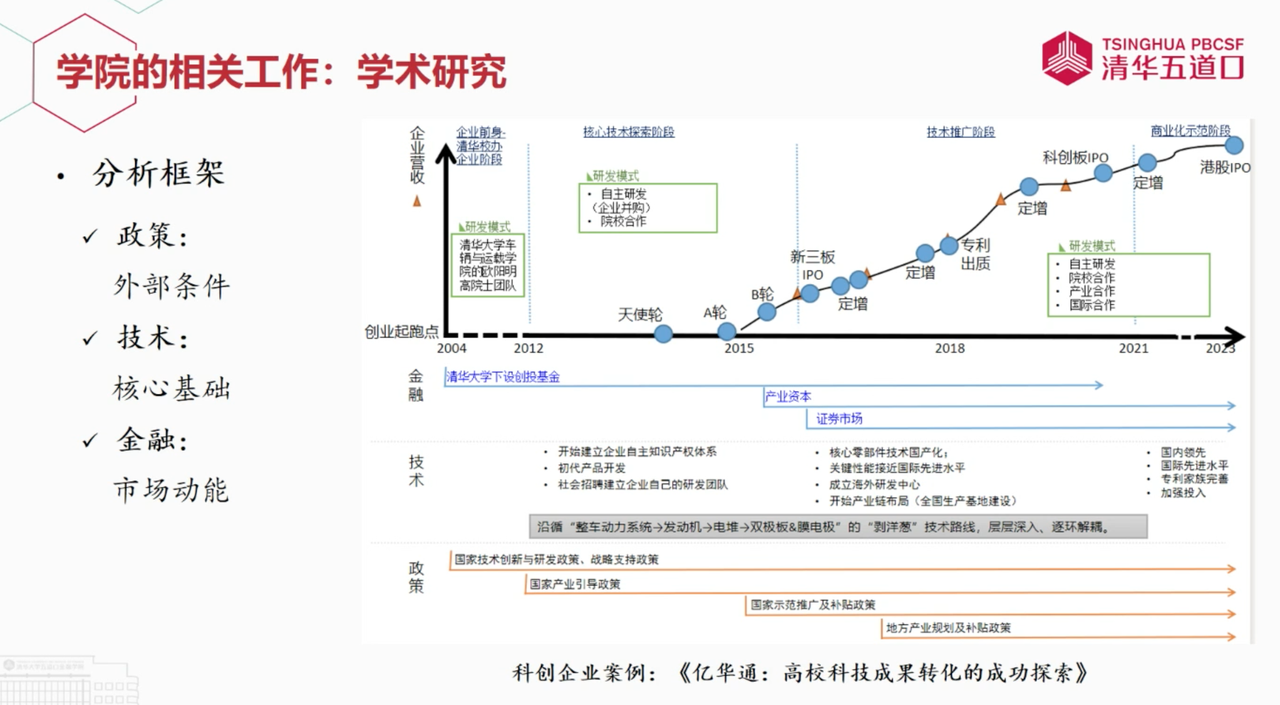 学院的相关工作：学术研究
TSINGHUA PBCSF
清华五道口
• 分析框架
✓ 政策：
外部条件
✓ 技术：
核心基础
✓ 金融：
市场动能
企业营收
企业前身-
清华校办
企业阶段
核心技术探索阶段
技术推广阶段
商业化示范阶段
研发模式
清华大学车
辆与运载学
院的欧阳明
高院士团队
研发模式
• 自主研发
（企业并购）
• 院校合作
研发模式
• 自主研发
• 院校合作
• 产业合作
• 国际合作
天使轮
A轮
B轮
新三板
IPO
定增
定增
专利
出质
定增
科创板IPO
定增
港股IPO
创业起跑点
2004
2012
2015
2018
2021
2023
金融
清华大学下设创投基金
产业资本
证券市场
技术
• 开始建立企业自主知识产权体系
• 初代产品开发
• 社会招聘建立企业自己的研发团队
• 核心零部件技术国产化；
• 关键性能接近国际先进水平
• 成立海外研发中心
• 开始产业链布局（全国生产基地建设）
• 国内领先
• 国际先进水平
• 专利家族完善
• 加强投入
沿循“整车动力系统→发动机→电堆→双极板&膜电极”的“剥洋葱”技术路线，层层深入、逐环解耦。
政策
国家技术创新与研发政策、战略支持政策
国家产业引导政策
国家示范推广及补贴政策
地方产业规划及补贴政策
科创企业案例：《亿华通：高校科技成果转化的成功探索》